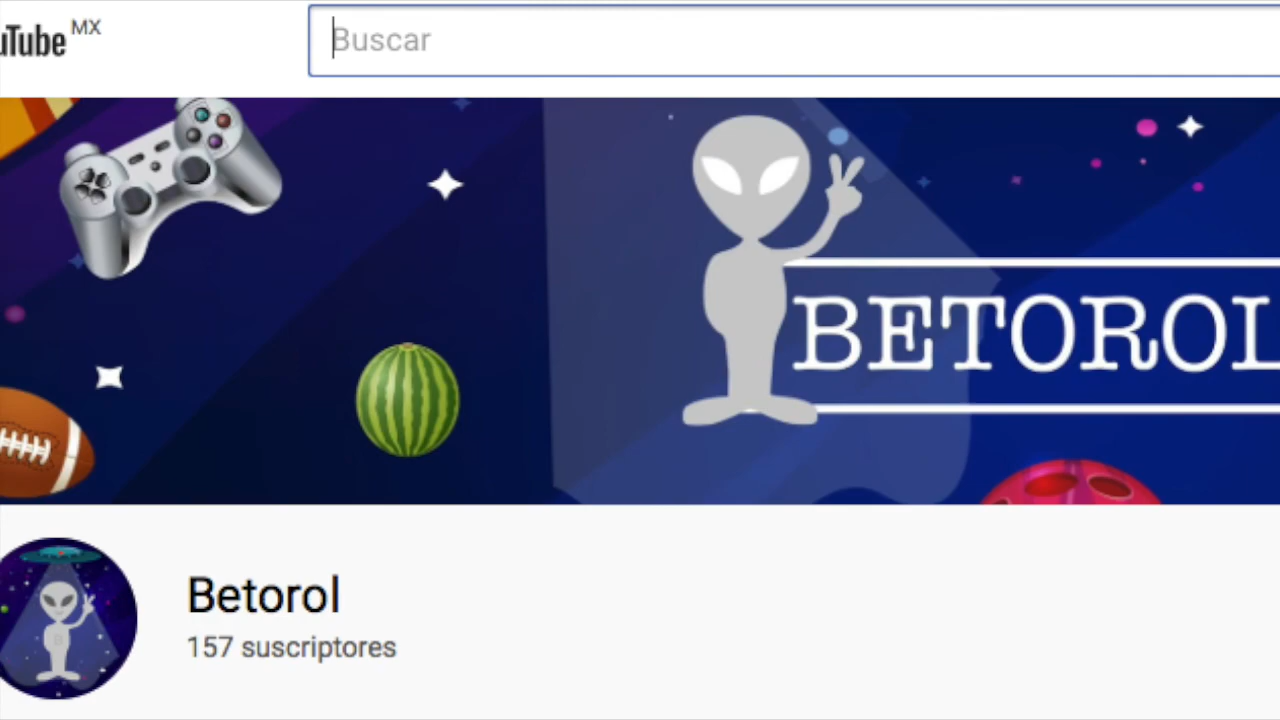 uTube MX
Buscar
BETOROL
Betorol
157 suscriptores